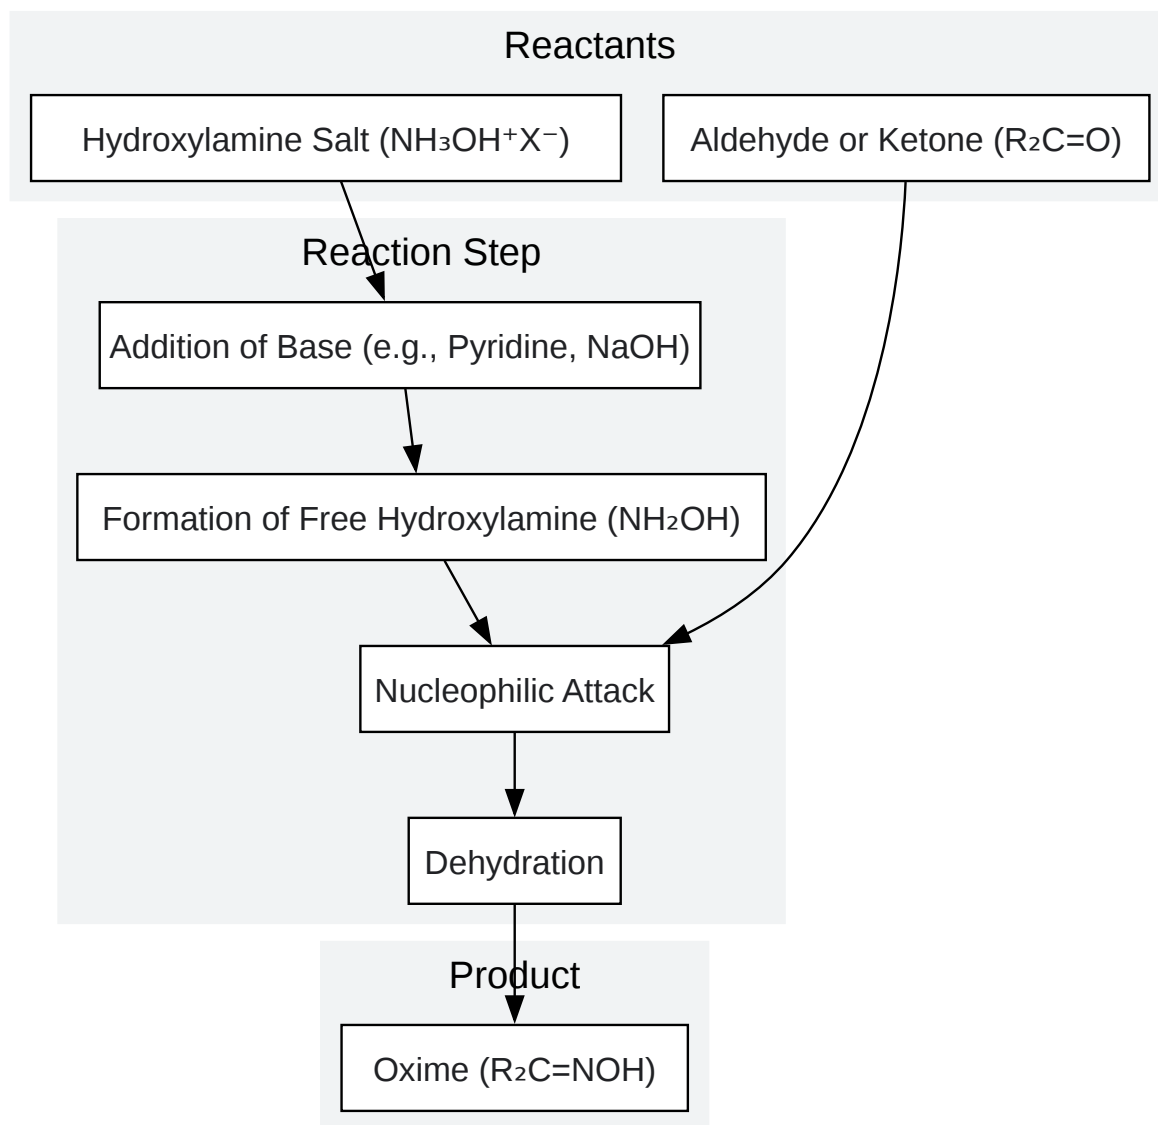 Reactants
Hydroxylamine Salt (NH₃OH⁺X⁻)
Aldehyde or Ketone (R₂C=O)
Reaction Step
Addition of Base (e.g., Pyridine, NaOH)
Formation of Free Hydroxylamine (NH₂OH)
Nucleophilic Attack
Dehydration
Product
Oxime (R₂C=NOH)